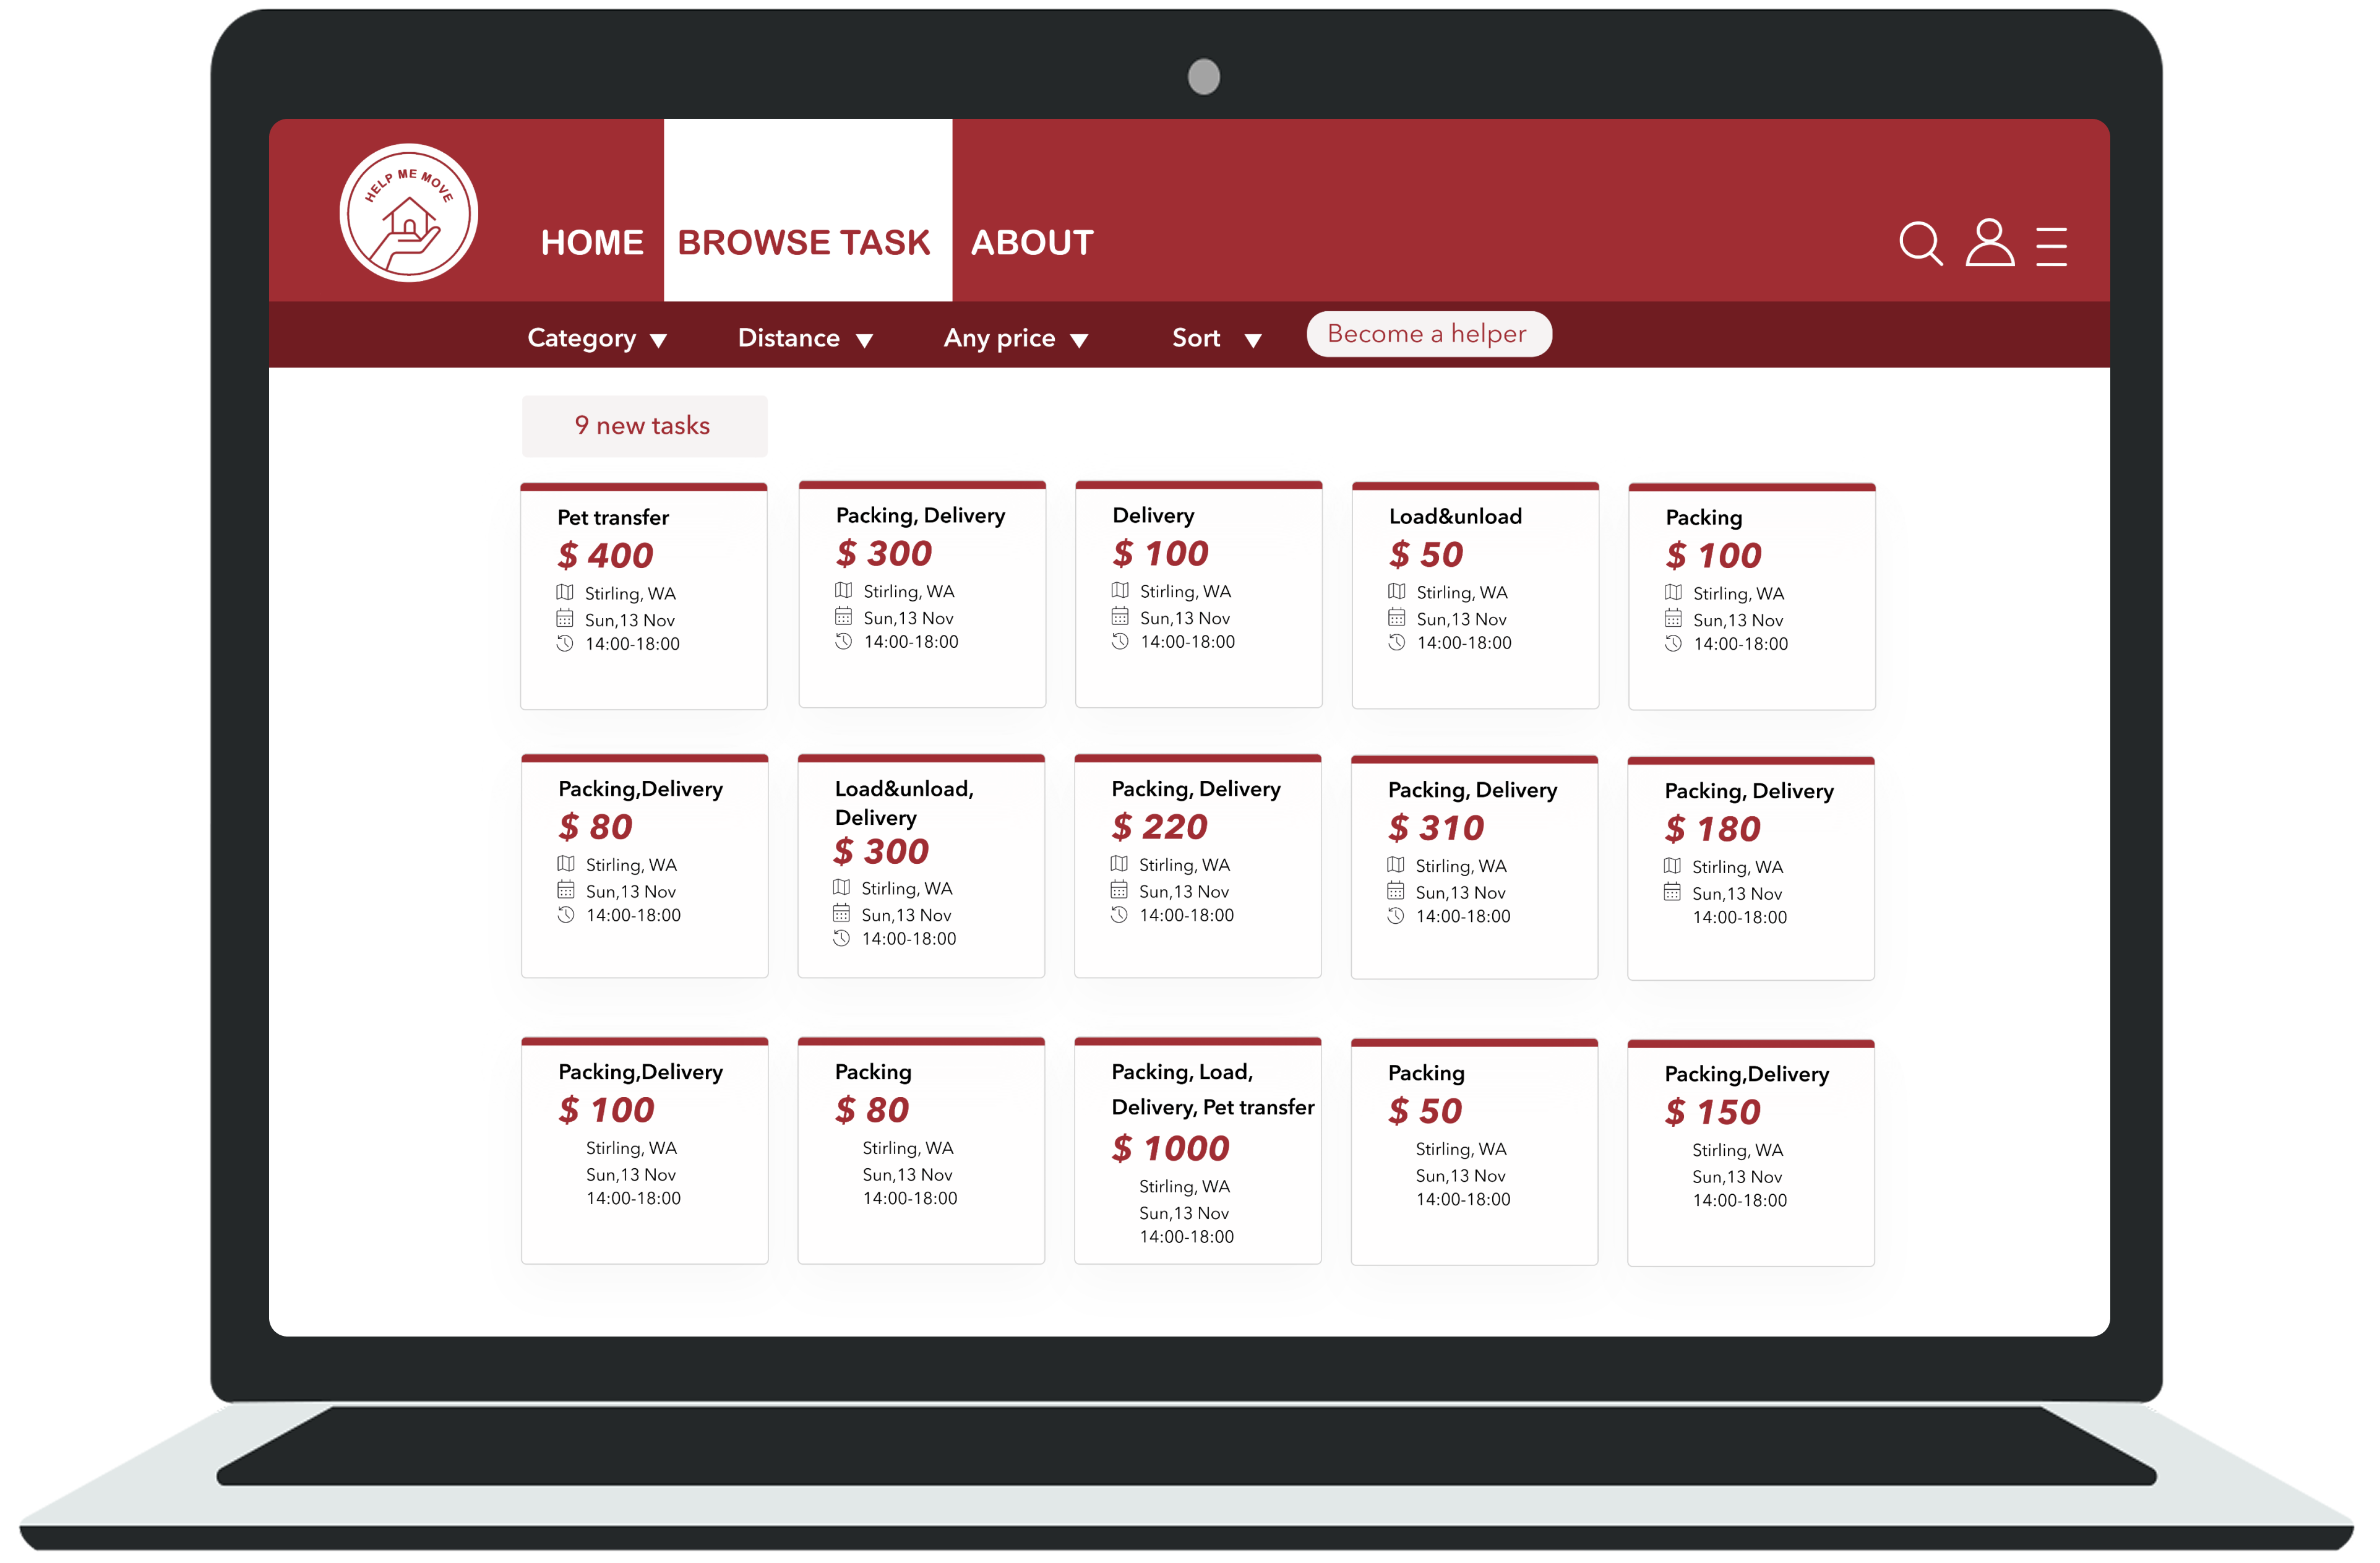 HELP ME MOVE
HOME
BROWSE TASK
ABOUT
Category
Distance
Any price
Sort
Become a helper
9 new tasks
Pet transfer
$ 400
Stirling, WA
Sun,13 Nov
14:00-18:00
Packing, Delivery
$ 300
Stirling, WA
Sun,13 Nov
14:00-18:00
Delivery
$ 100
Stirling, WA
Sun,13 Nov
14:00-18:00
Load&unload
$ 50
Stirling, WA
Sun,13 Nov
14:00-18:00
Packing
$ 100
Stirling, WA
Sun,13 Nov
14:00-18:00
Packing,Delivery
$ 80
Stirling, WA
Sun,13 Nov
14:00-18:00
Load&unload,
Delivery
$ 300
Stirling, WA
Sun,13 Nov
14:00-18:00
Packing, Delivery
$ 220
Stirling, WA
Sun,13 Nov
14:00-18:00
Packing, Delivery
$ 310
Stirling, WA
Sun,13 Nov
14:00-18:00
Packing, Delivery
$ 180
Stirling, WA
Sun,13 Nov
14:00-18:00
Packing,Delivery
$ 100
Stirling, WA
Sun,13 Nov
14:00-18:00
Packing
$ 80
Stirling, WA
Sun,13 Nov
14:00-18:00
Packing, Load,
Delivery, Pet transfer
$ 1000
Stirling, WA
Sun,13 Nov
14:00-18:00
Packing
$ 50
Stirling, WA
Sun,13 Nov
14:00-18:00
Packing,Delivery
$ 150
Stirling, WA
Sun,13 Nov
14:00-18:00